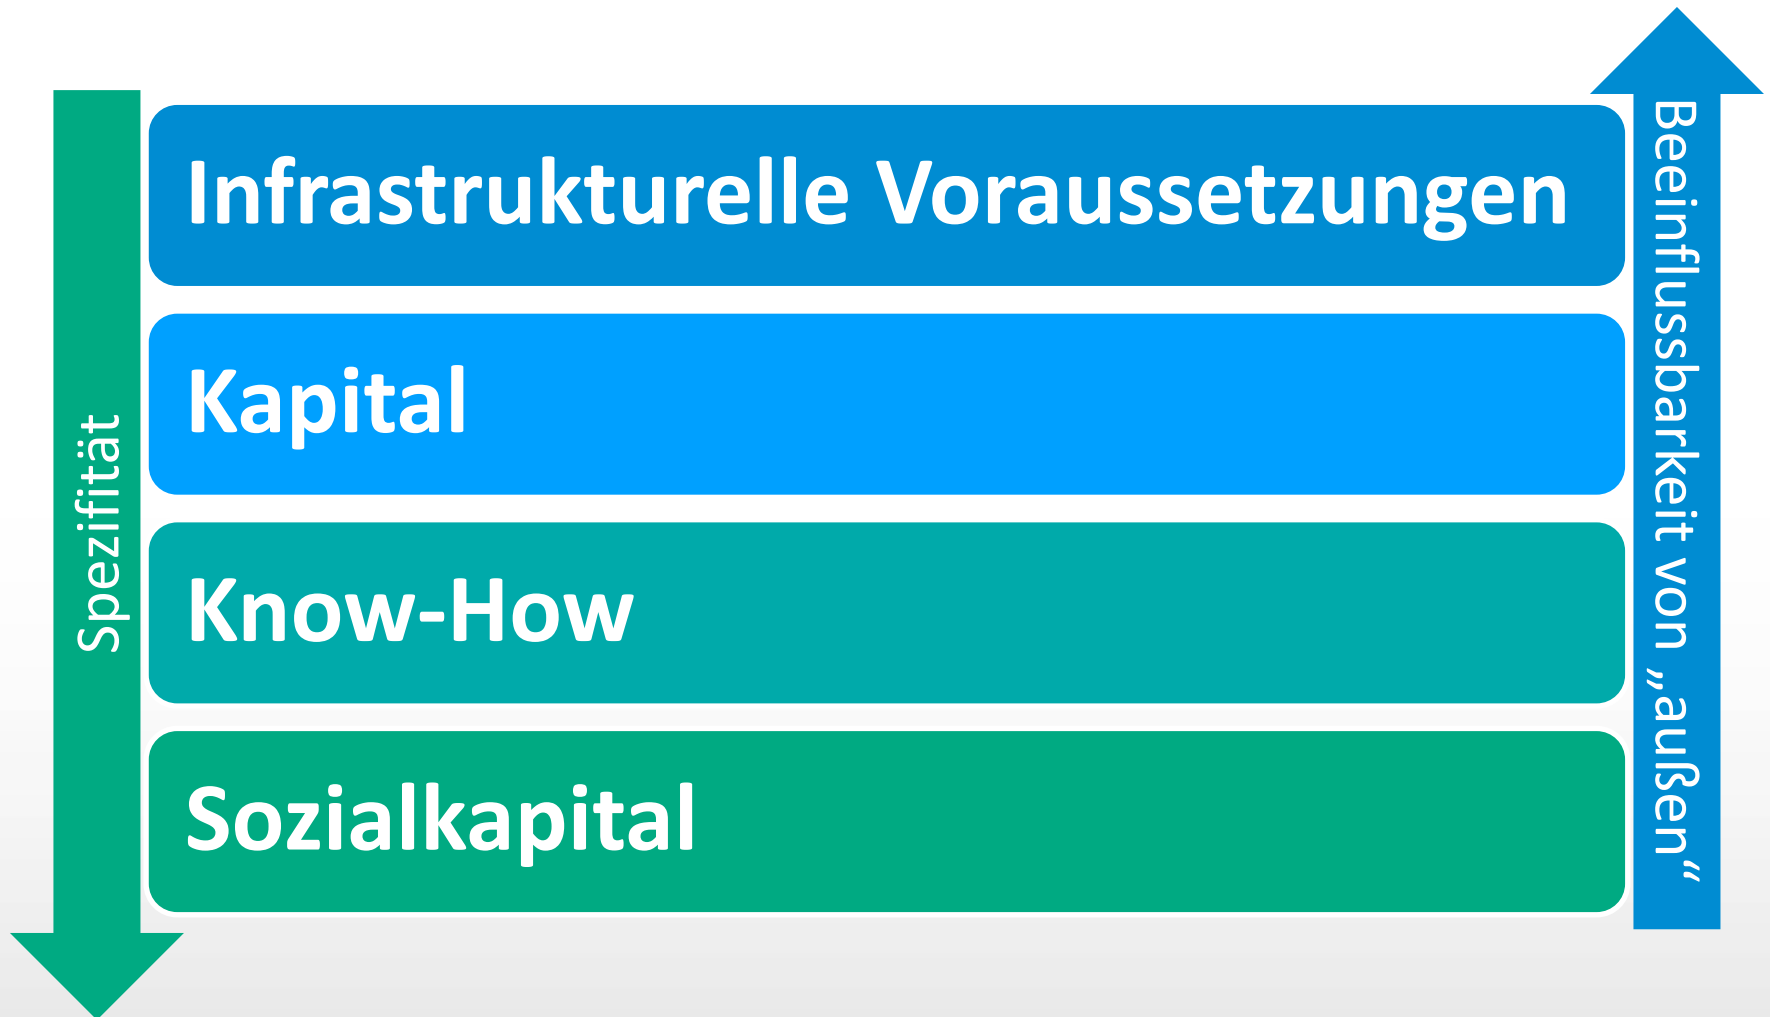 Spezifität
Infrastrukturelle Voraussetzungen
Kapital
Know-How
Sozialkapital
Beeinflussbarkeit von „außen“